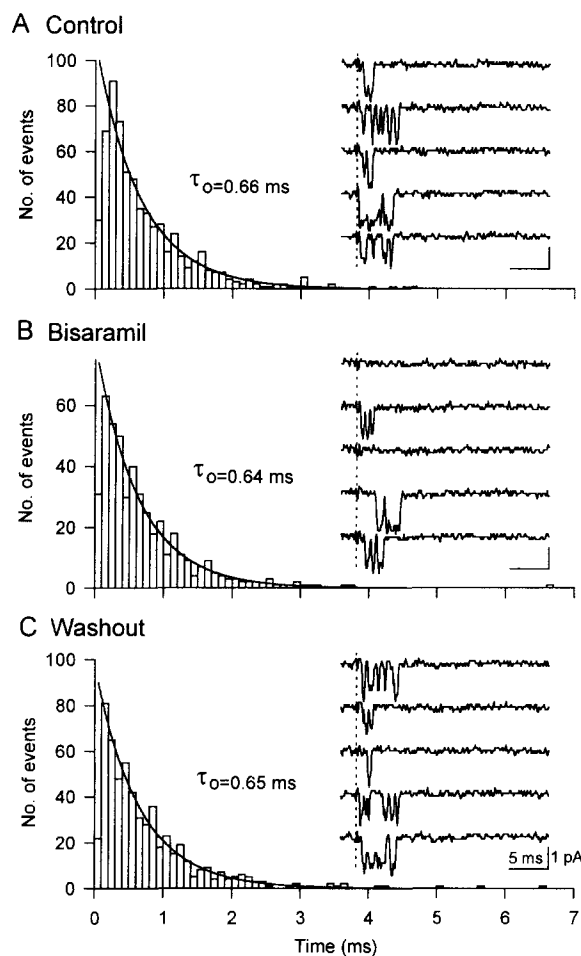 A Control
100
80
60
40
20
0
No. of events
τo=0.66 ms
B Bisaramil
60
40
20
0
No. of events
τo=0.64 ms
C Washout
100
80
60
40
20
0
No. of events
τo=0.65 ms
5 ms 1 pA
0 1 2 3 4 5 6 7
Time (ms)